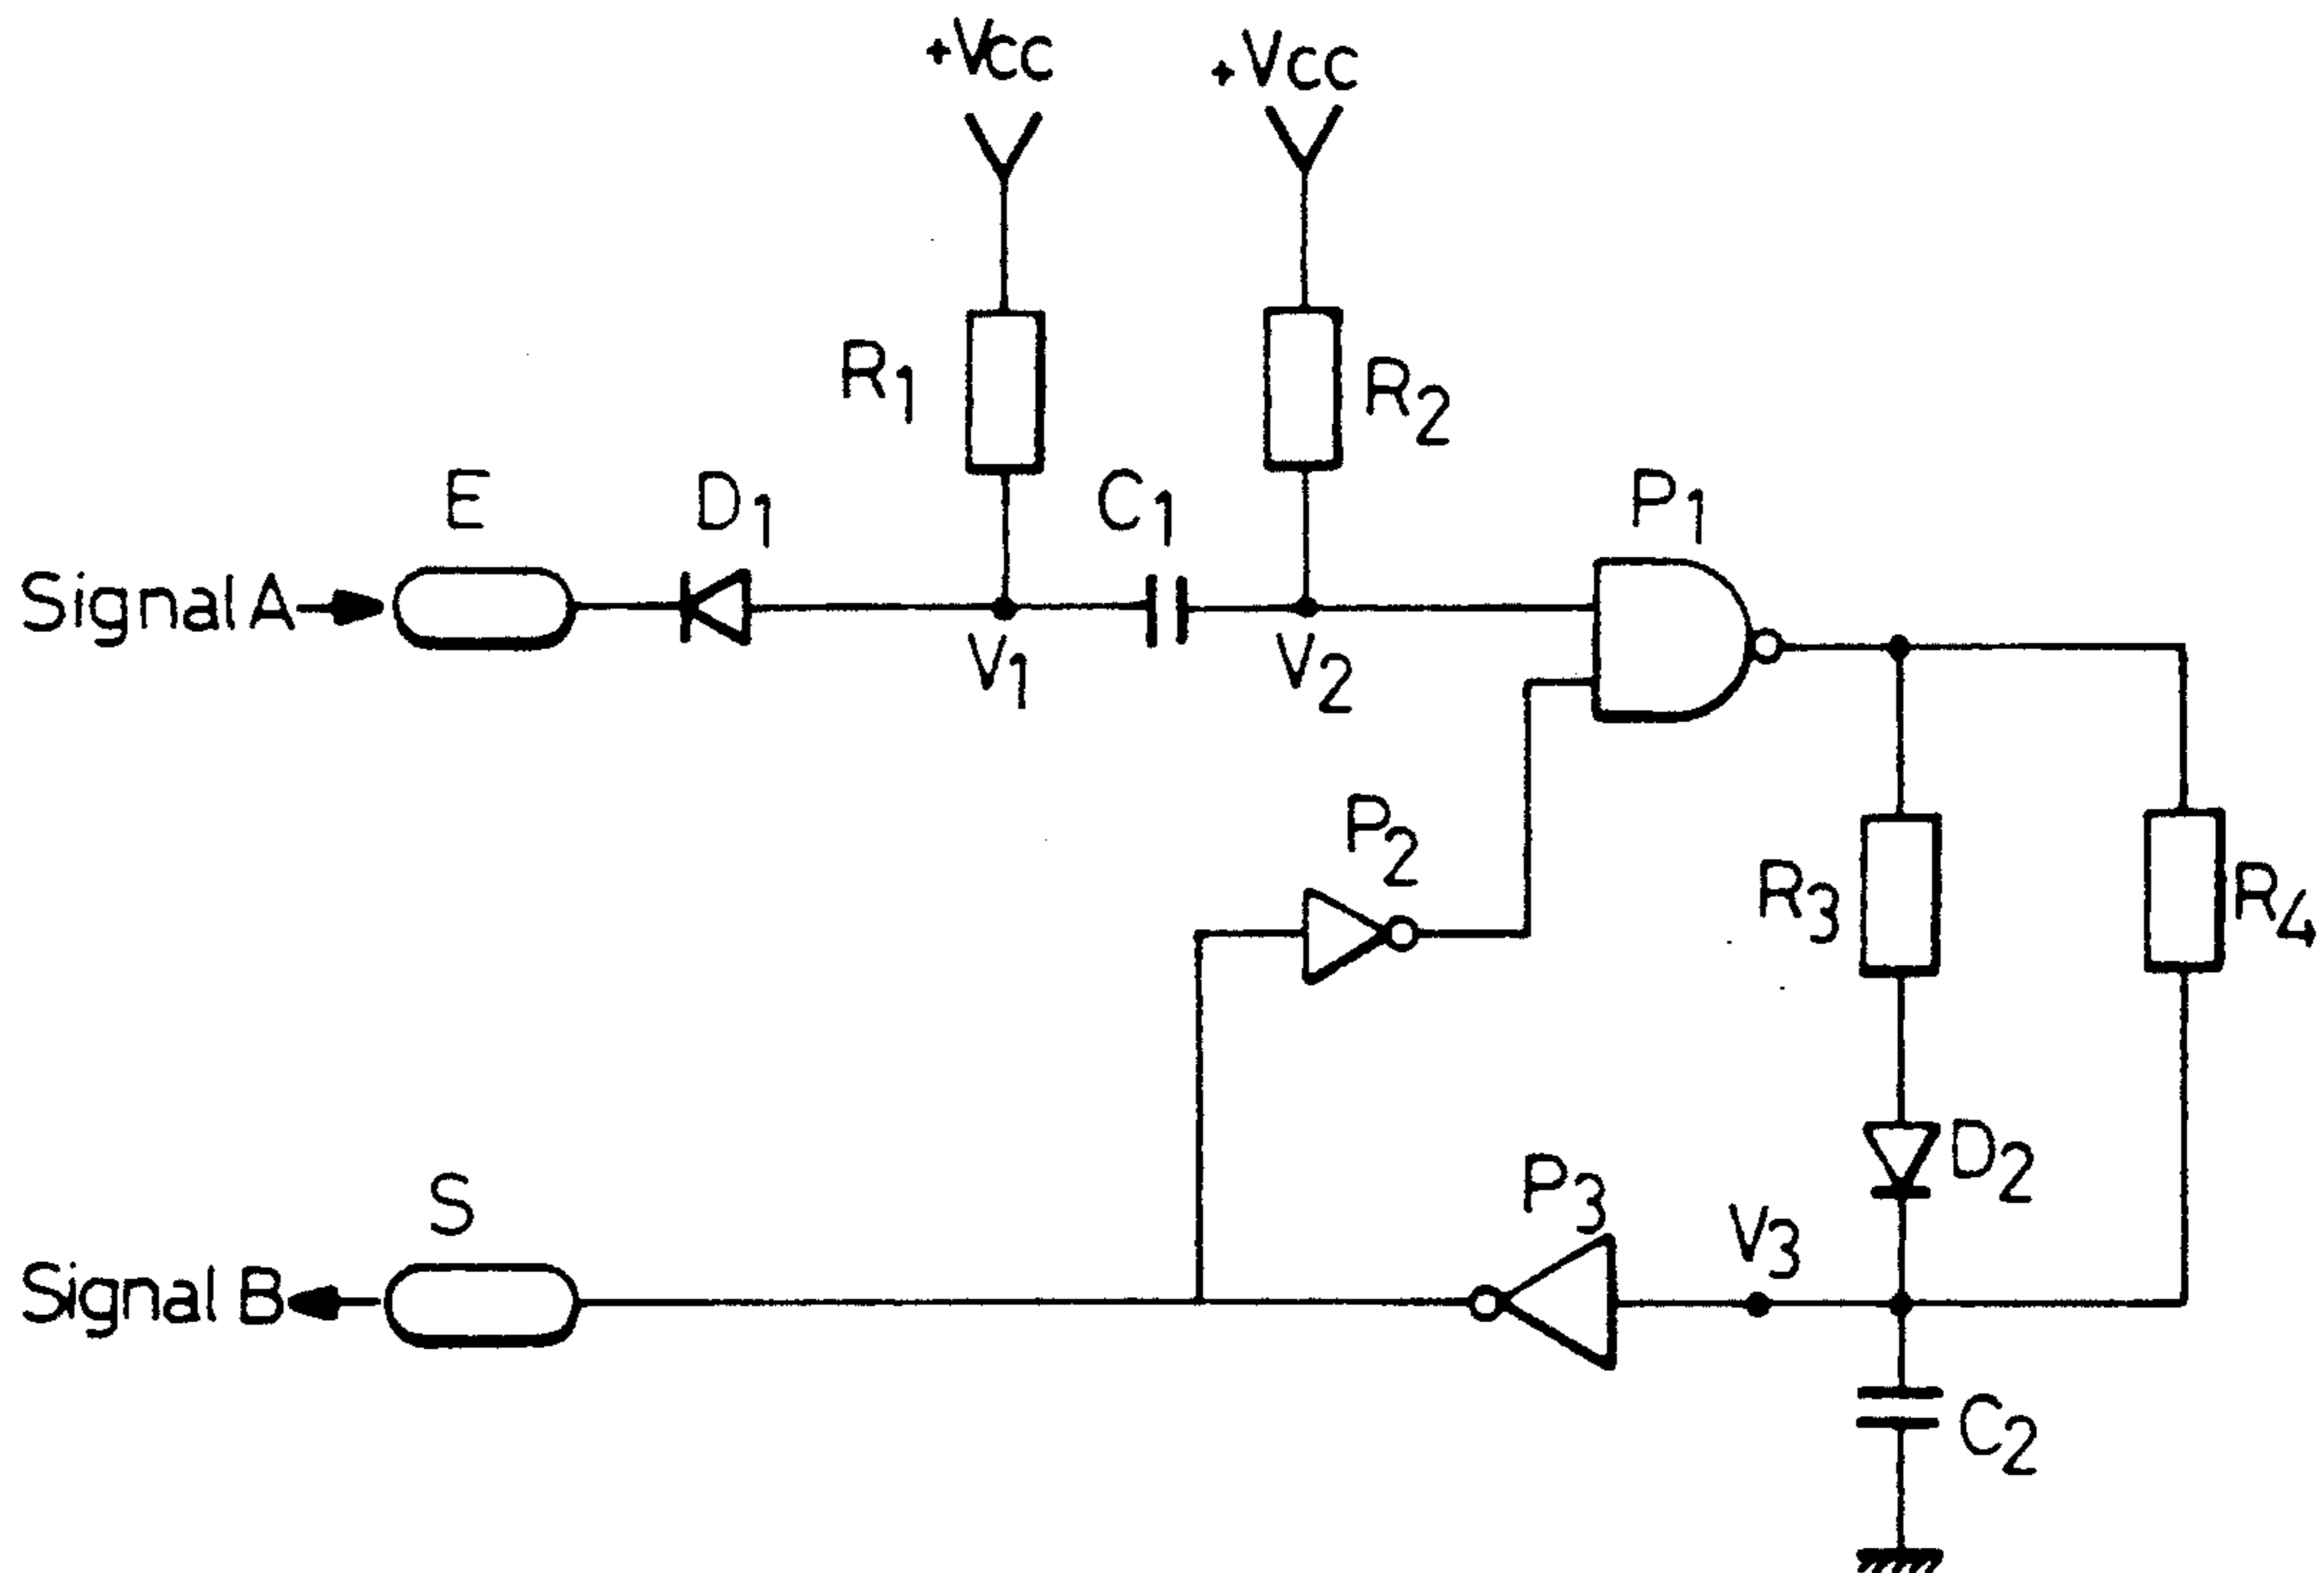 +Vcc
+Vcc
R1
R2
E
D1
C1
P1
Signal A
V1
V2
P2
R3
R4
D2
S
P3
V3
Signal B
C2